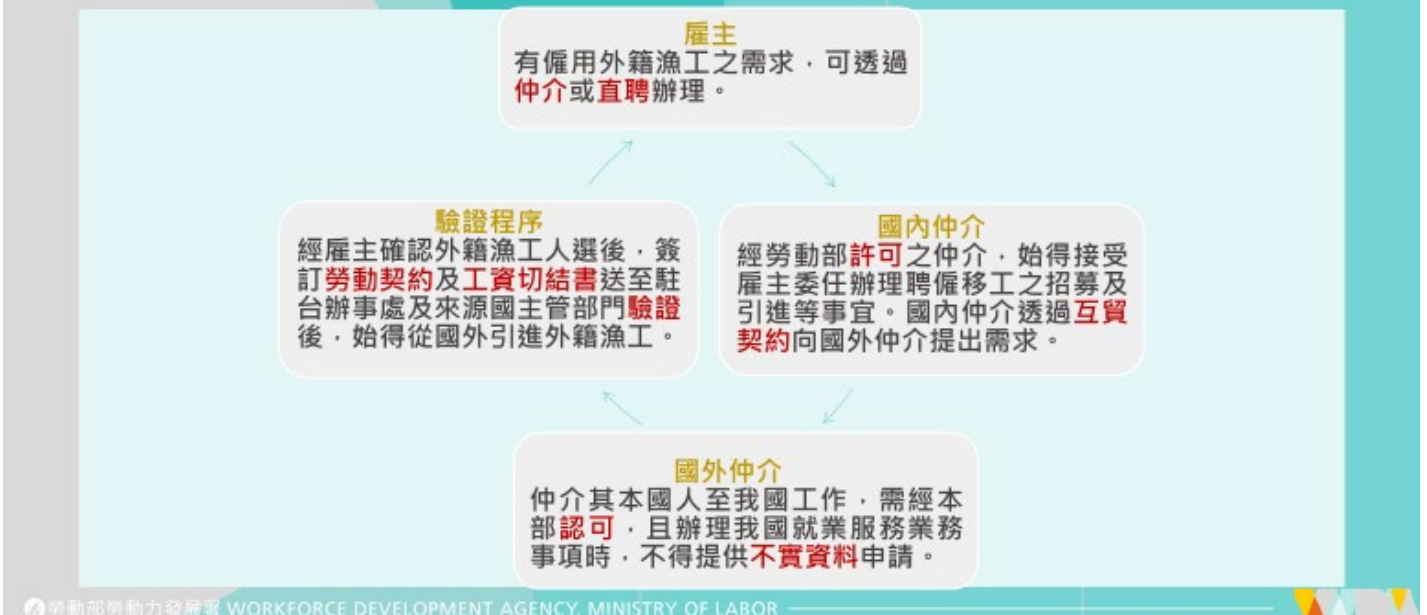 雇主
有僱用外籍漁工之需求，可透過
仲介或直聘辦理。
驗證程序
經雇主確認外籍漁工人選後，簽
訂勞動契約及工資切結書送至駐
台辦事處及來源國主管部門驗證
後，始得從國外引進外籍漁工。
國內仲介
經勞動部許可之仲介，始得接受
雇主委任辦理聘僱移工之招募及
引進等事宜。國內仲介透過互貿
契約向國外仲介提出需求。
國外仲介
仲介其本國人至我國工作，需經本
部認可，且辦理我國就業服務業務
事項時，不得提供不實資料申請。
勞動部勞動力發展署 WORKFORCE DEVELOPMENT AGENCY, MINISTRY OF LABOR